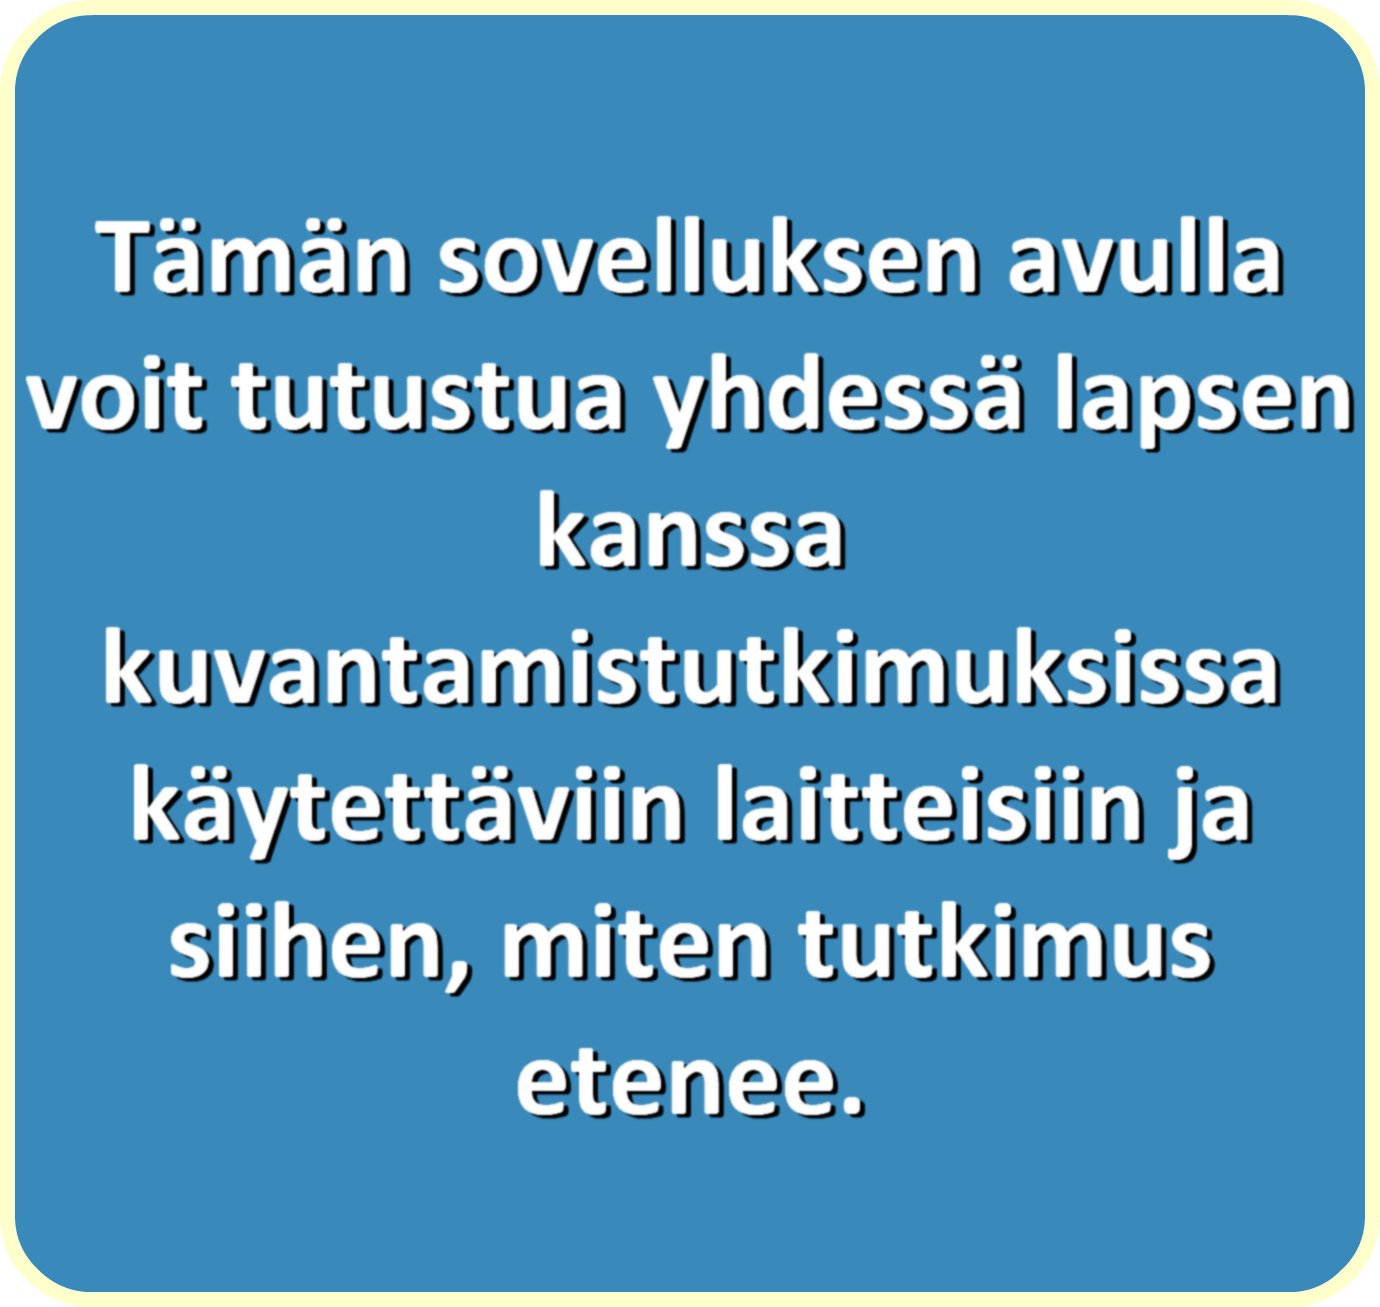 Tämän sovelluksen avulla
voit tutustua yhdessä lapsen
kanssa
kuvantamistutkimuksissa
käytettäviin laitteisiin ja
siihen, miten tutkimus
etenee.